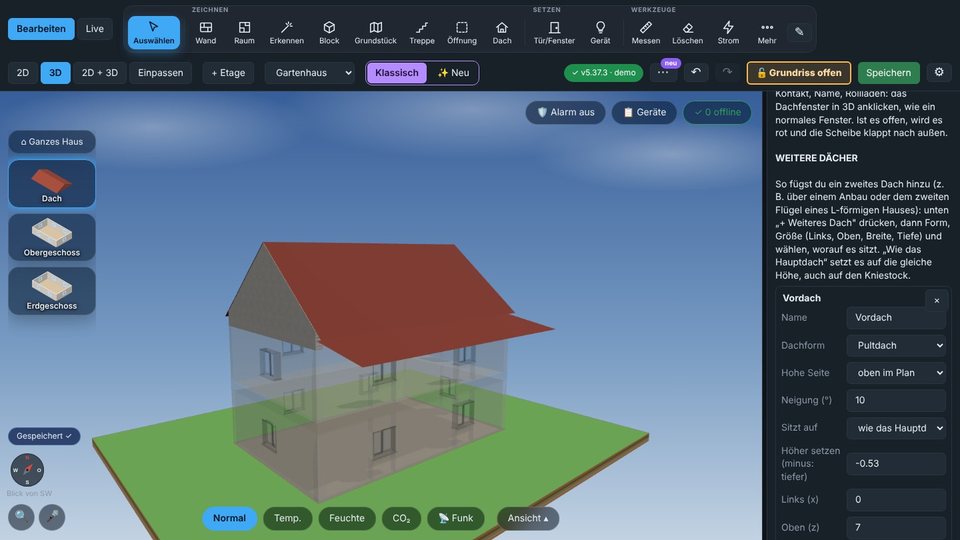 ZEICHNEN
SETZEN
WERKZEUGE
Bearbeiten
Live
Auswählen
Wand
Raum
Erkennen
Block
Grundstück
Treppe
Öffnung
Dach
Tür/Fenster
Gerät
Messen
Löschen
Strom
Mehr
2D
3D
2D + 3D
Einpassen
+ Etage
Gartenhaus
Klassisch
✨ Neu
✓ v5.37.3 · demo
neu
🔓 Grundriss offen
Speichern
🛡️ Alarm aus
📋 Geräte
✓ 0 offline
⌂ Ganzes Haus
Dach
Obergeschoss
Erdgeschoss
Gespeichert ✓
N
W
O
S
Blick von SW
Normal
Temp.
Feuchte
CO₂
📡 Funk
Ansicht ▴
Kontakt, Name, Rollladen: das
Dachfenster in 3D anklicken, wie ein
normales Fenster. Ist es offen, wird es
rot und die Scheibe klappt nach außen.
WEITERE DÄCHER
So fügst du ein zweites Dach hinzu (z.
B. über einem Anbau oder dem zweiten
Flügel eines L-förmigen Hauses): unten
„+ Weiteres Dach" drücken, dann Form,
Größe (Links, Oben, Breite, Tiefe) und
wählen, worauf es sitzt. „Wie das
Hauptdach" setzt es auf die gleiche
Höhe, auch auf den Kniestock.
Vordach
×
Name
Vordach
Dachform
Pultdach
Hohe Seite
oben im Plan
Neigung (°)
10
Sitzt auf
wie das Hauptd
Höher setzen
(minus:
tiefer)
-0.53
Links (x)
0
Oben (z)
7